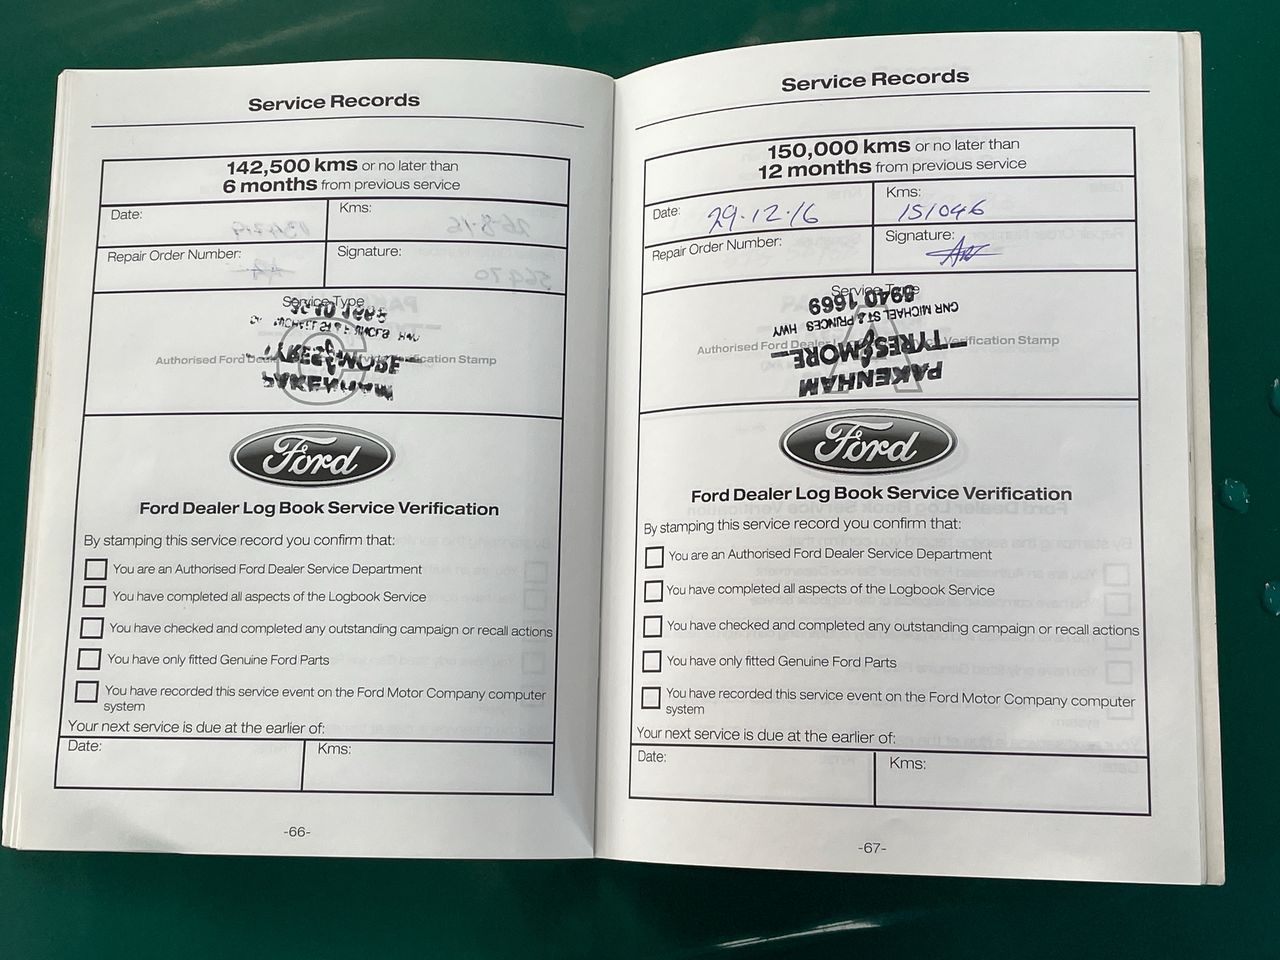 Service Records
142,500 kms or no later than
6 months from previous service
Date:
Kms:
Repair Order Number:
Signature:
Service Type
C
Authorised Ford Dealer Verification Stamp
Ford
Ford Dealer Log Book Service Verification
By stamping this service record you confirm that:
You are an Authorised Ford Dealer Service Department
You have completed all aspects of the Logbook Service
You have checked and completed any outstanding campaign or recall actions
You have only fitted Genuine Ford Parts
You have recorded this service event on the Ford Motor Company computer
system
Your next service is due at the earlier of:
Date:
Kms:
-66-
Service Records
150,000 kms or no later than
12 months from previous service
Date: 29.12.16
Kms:
151046
Repair Order Number:
Signature:
Service Type
A
Authorised Ford Dealer Verification Stamp
PAKENHAM
TYRES & MORE
CNR MICHAEL ST & PRINCES HWY
5940 1669
Ford
Ford Dealer Log Book Service Verification
By stamping this service record you confirm that:
You are an Authorised Ford Dealer Service Department
You have completed all aspects of the Logbook Service
You have checked and completed any outstanding campaign or recall actions
You have only fitted Genuine Ford Parts
You have recorded this service event on the Ford Motor Company computer
system
Your next service is due at the earlier of:
Date:
Kms:
-67-